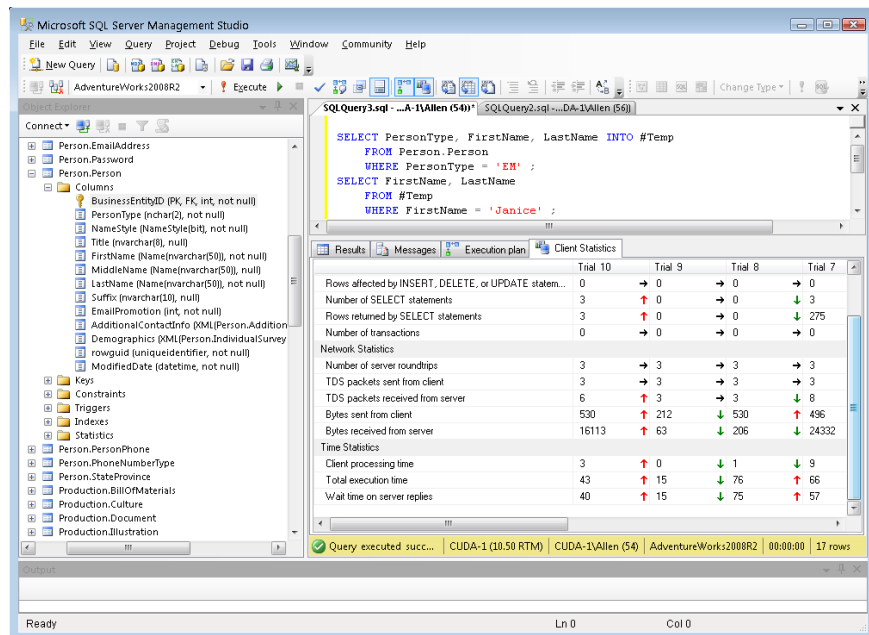 Microsoft SQL Server Management Studio
File Edit View Query Project Debug Tools Window Community Help
New Query
AdventureWorks2008R2 Execute Change Type
Object Explorer
Connect
Person.EmailAddress
Person.Password
Person.Person
Columns
BusinessEntityID (PK, FK, int, not null)
PersonType (nchar(2), not null)
NameStyle (NameStyle(bit), not null)
Title (nvarchar(8), null)
FirstName (Name(nvarchar(50)), not null)
MiddleName (Name(nvarchar(50)), null)
LastName (Name(nvarchar(50)), not null)
Suffix (nvarchar(10), null)
EmailPromotion (int, not null)
AdditionalContactInfo (XML(Person.Addition
Demographics (XML(Person.IndividualSurvey
rowguid (uniqueidentifier, not null)
ModifiedDate (datetime, not null)
Keys
Constraints
Triggers
Indexes
Statistics
Person.PersonPhone
Person.PhoneNumberType
Person.StateProvince
Production.BillOfMaterials
Production.Culture
Production.Document
Production.Illustration
SQLQuery3.sql - ...A-1\Allen (54))* SQLQuery2.sql -...DA-1\Allen (56))
SELECT PersonType, FirstName, LastName INTO #Temp
FROM Person.Person
WHERE PersonType = 'EM' ;
SELECT FirstName, LastName
FROM #Temp
WHERE FirstName = 'Janice' ;
Results Messages Execution plan Client Statistics
Trial 10 Trial 9 Trial 8 Trial 7
Rows affected by INSERT, DELETE, or UPDATE statem... 0 → 0 → 0 → 0
Number of SELECT statements 3 ↑ 0 → 0 ↓ 3
Rows returned by SELECT statements 3 ↑ 0 → 0 ↓ 275
Number of transactions 0 → 0 → 0 → 0
Network Statistics
Number of server roundtrips 3 → 3 → 3 → 3
TDS packets sent from client 3 → 3 → 3 → 3
TDS packets received from server 6 ↑ 3 → 3 ↓ 8
Bytes sent from client 530 ↑ 212 ↓ 530 ↑ 496
Bytes received from server 16113 ↑ 63 ↓ 206 ↓ 24332
Time Statistics
Client processing time 3 ↑ 0 ↓ 1 ↓ 9
Total execution time 43 ↑ 15 ↓ 76 ↑ 66
Wait time on server replies 40 ↑ 15 ↓ 75 ↑ 57
Query executed succ... CUDA-1 (10.50 RTM) CUDA-1\Allen (54) AdventureWorks2008R2 00:00:00 17 rows
Output
Ready Ln 0 Col 0